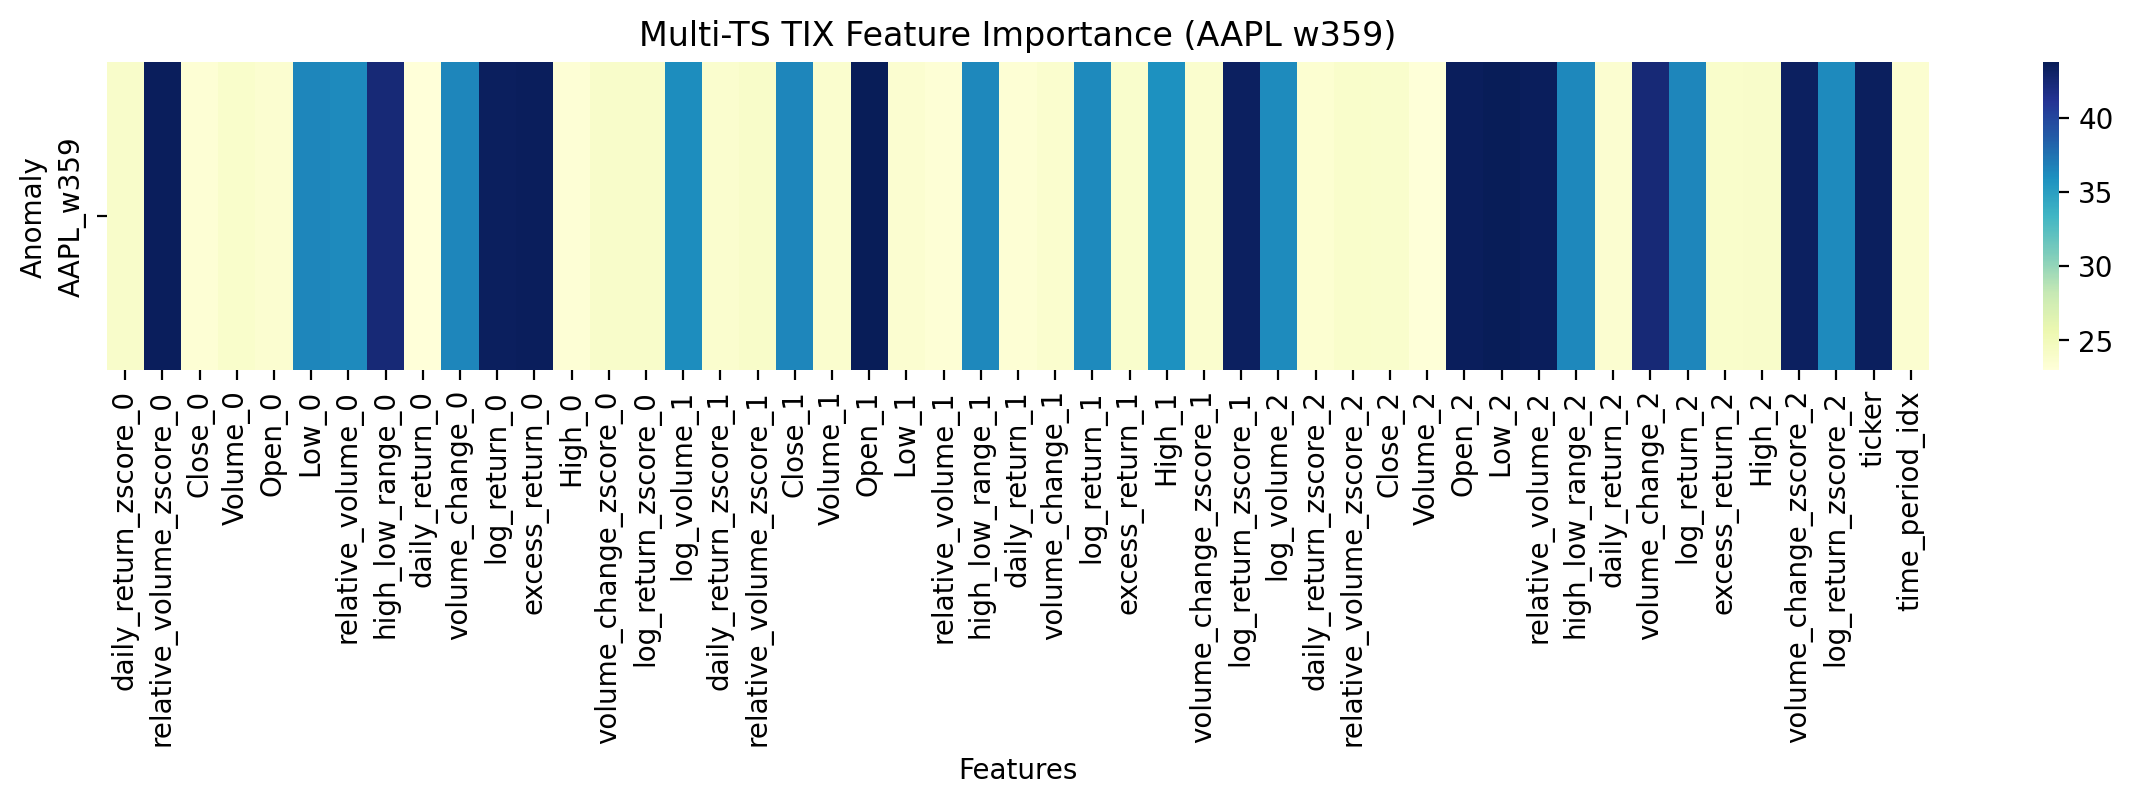 Multi-TS TIX Feature Importance (AAPL w359)
Anomaly
AAPL_w359
40
35
30
25
daily_return_zscore_0
relative_volume_zscore_0
Close_0
Volume_0
Open_0
Low_0
relative_volume_0
high_low_range_0
daily_return_0
volume_change_0
log_return_0
excess_return_0
High_0
volume_change_zscore_0
log_return_zscore_0
log_volume_1
daily_return_zscore_1
relative_volume_zscore_1
Close_1
Volume_1
Open_1
Low_1
relative_volume_1
high_low_range_1
daily_return_1
volume_change_1
log_return_1
excess_return_1
High_1
volume_change_zscore_1
log_return_zscore_1
log_volume_2
daily_return_zscore_2
relative_volume_zscore_2
Close_2
Volume_2
Open_2
Low_2
relative_volume_2
high_low_range_2
daily_return_2
volume_change_2
log_return_2
excess_return_2
High_2
volume_change_zscore_2
log_return_zscore_2
ticker
time_period_idx
Features